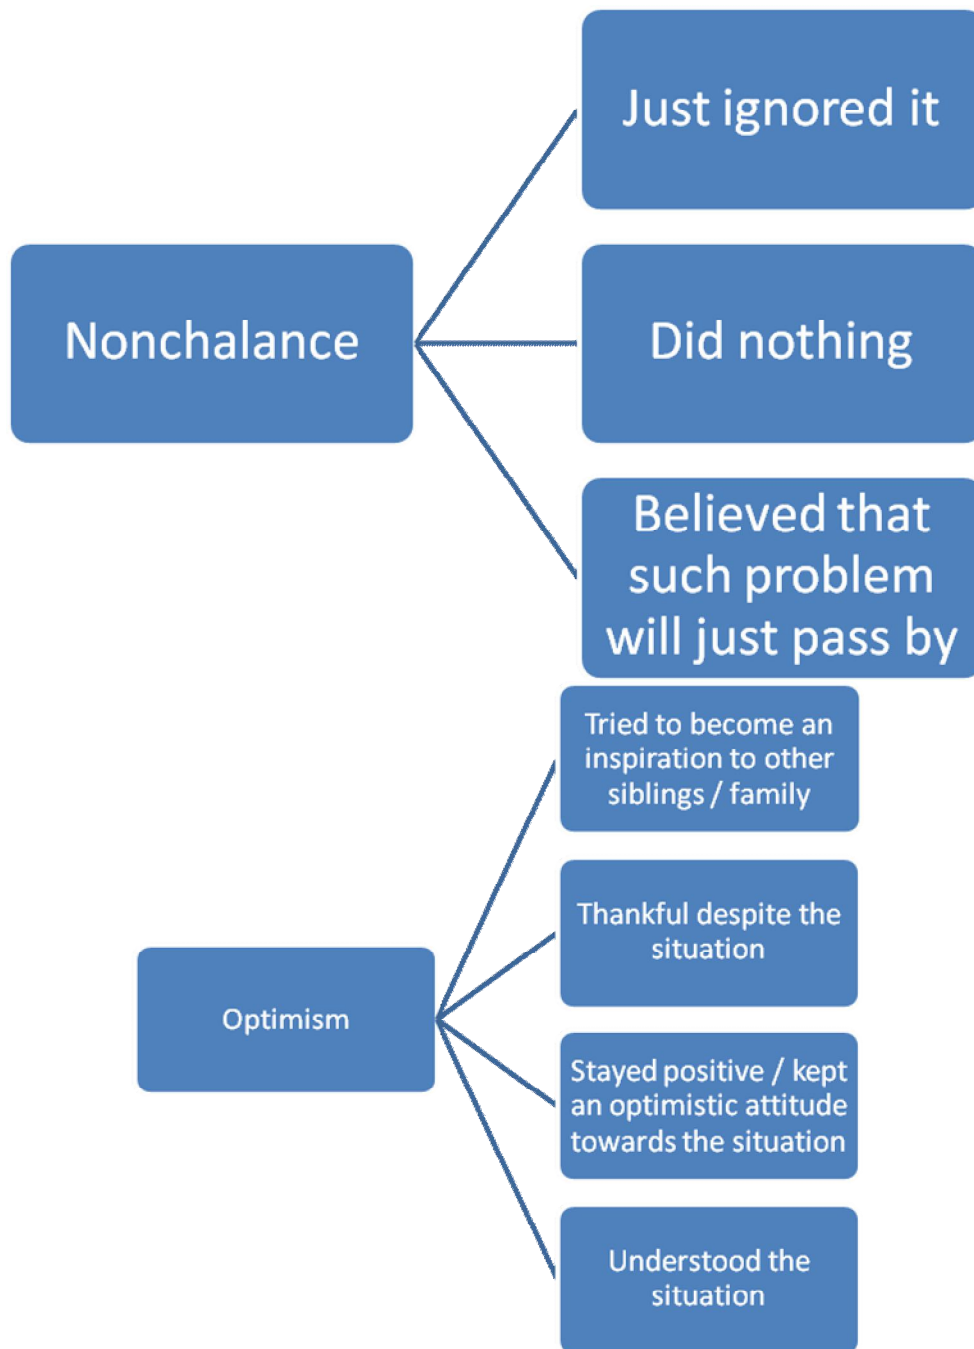 Just ignored it
Nonchalance
Did nothing
Believed that
such problem
will just pass by
Tried to become an
inspiration to other
siblings / family
Thankful despite the
situation
Optimism
Stayed positive / kept
an optimistic attitude
towards the situation
Understood the
situation